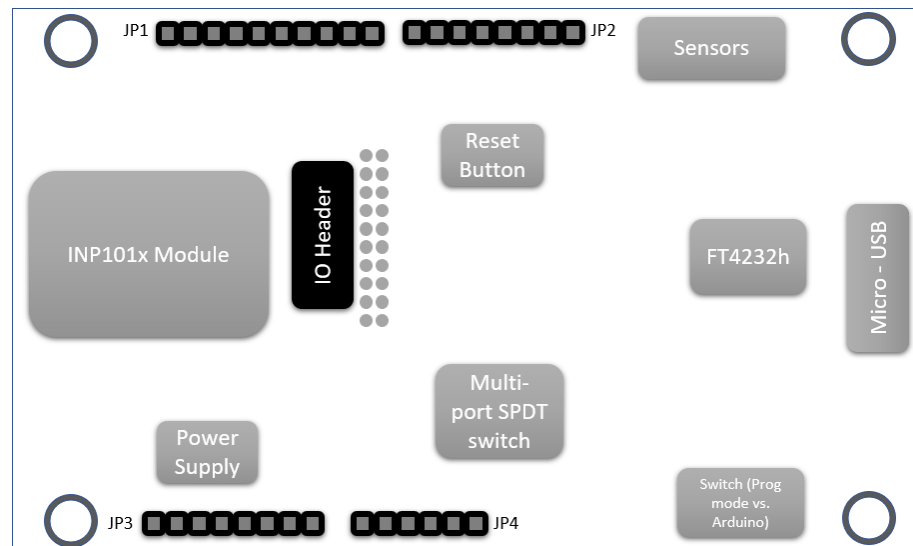 JP1
JP2
Sensors
Reset
Button
INP101x Module
IO Header
FT4232h
Micro - USB
Multi-
port SPDT
switch
Power
Supply
Switch (Prog
mode vs.
Arduino)
JP3
JP4